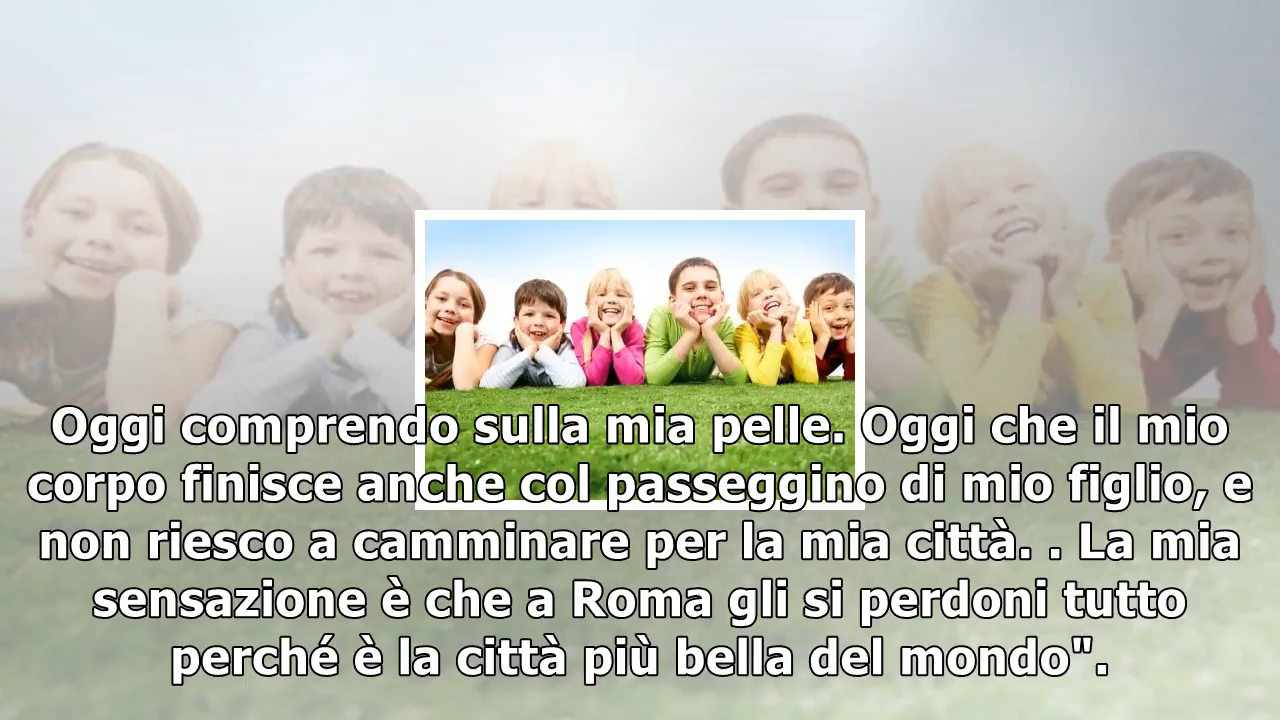 Oggi comprendo sulla mia pelle. Oggi che il mio
corpo finisce anche col passeggino di mio figlio, e
non riesco a camminare per la mia città. . La mia
sensazione è che a Roma gli si perdoni tutto
perché è la città più bella del mondo".